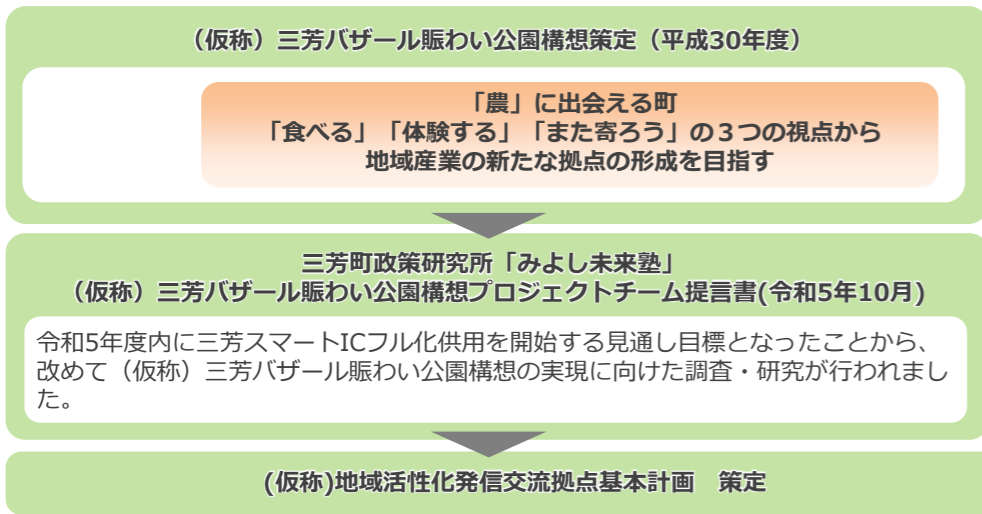 （仮称）三芳バザール賑わい公園構想策定（平成30年度）
「農」に出会える町
「食べる」「体験する」「また寄ろう」の３つの視点から
地域産業の新たな拠点の形成を目指す
三芳町政策研究所「みよし未来塾」
（仮称）三芳バザール賑わい公園構想プロジェクトチーム提言書(令和5年10月)
令和5年度内に三芳スマートICフル化供用を開始する見通し目標となったことから、
改めて（仮称）三芳バザール賑わい公園構想の実現に向けた調査・研究が行われまし
た。
(仮称)地域活性化発信交流拠点基本計画　策定